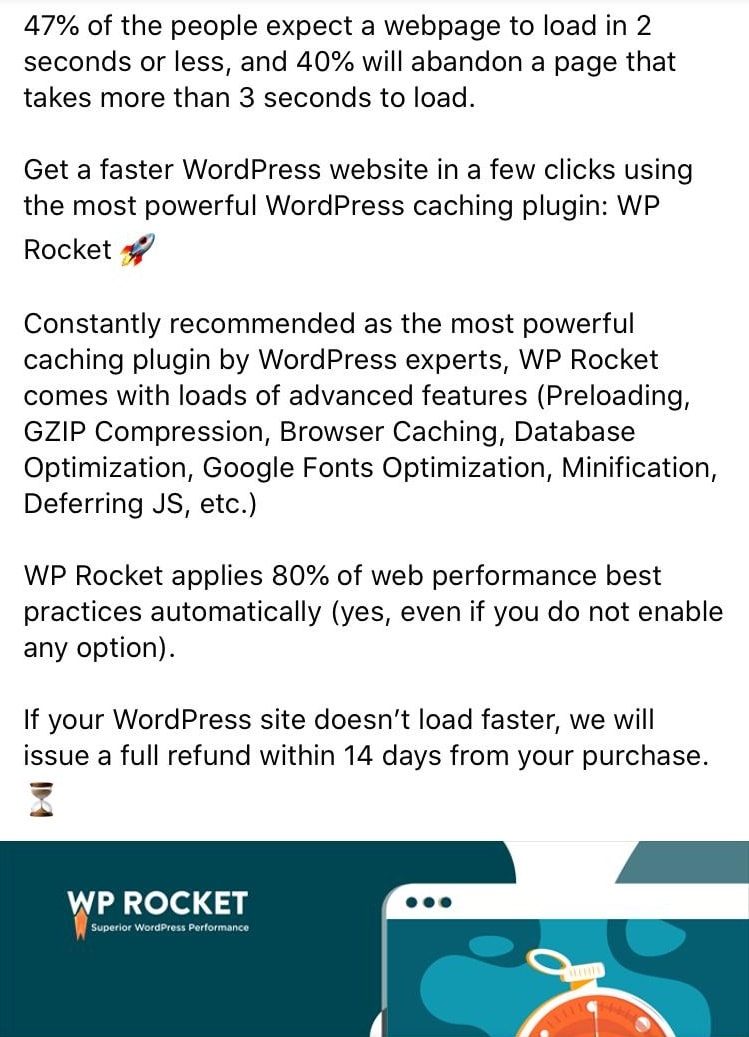 47% of the people expect a webpage to load in 2
seconds or less, and 40% will abandon a page that
takes more than 3 seconds to load.
Get a faster WordPress website in a few clicks using
the most powerful WordPress caching plugin: WP
Rocket 🚀
Constantly recommended as the most powerful
caching plugin by WordPress experts, WP Rocket
comes with loads of advanced features (Preloading,
GZIP Compression, Browser Caching, Database
Optimization, Google Fonts Optimization, Minification,
Deferring JS, etc.)
WP Rocket applies 80% of web performance best
practices automatically (yes, even if you do not enable
any option).
If your WordPress site doesn’t load faster, we will
issue a full refund within 14 days from your purchase.
⌛
WP ROCKET
Superior WordPress Performance